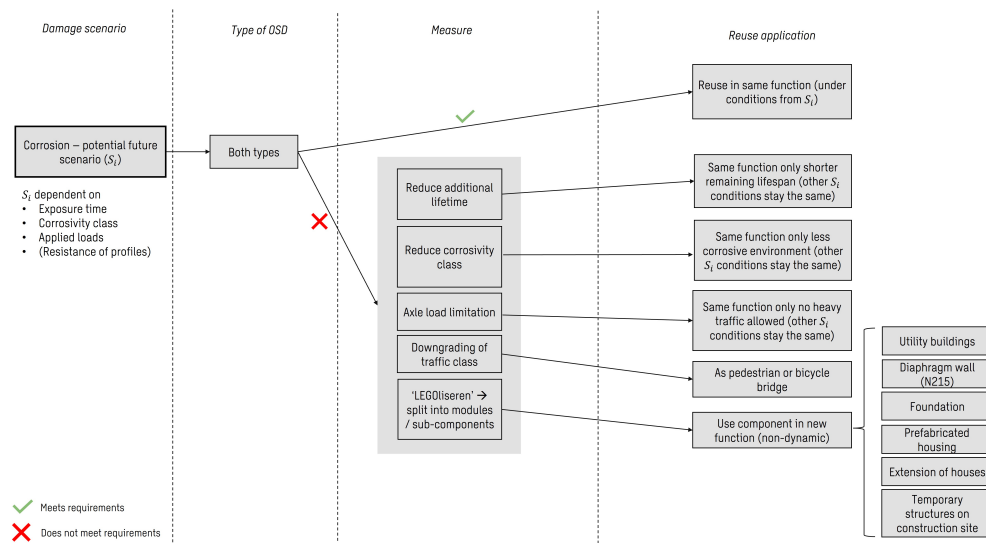 Damage scenario
Type of OSD
Measure
Reuse application
Corrosion – potential future
scenario (S_i)
S_i dependent on
• Exposure time
• Corrosivity class
• Applied loads
• (Resistance of profiles)
Both types
Reduce additional
lifetime
Reduce corrosivity
class
Axle load limitation
Downgrading of
traffic class
'LEGOliseren' →
split into modules
/ sub-components
Reuse in same function (under
conditions from S_i)
Same function only shorter
remaining lifespan (other S_i
conditions stay the same)
Same function only less
corrosive environment (other
S_i conditions stay the same)
Same function only no heavy
traffic allowed (other S_i
conditions stay the same)
As pedestrian or bicycle
bridge
Use component in new
function (non-dynamic)
Utility buildings
Diaphragm wall
(N215)
Foundation
Prefabricated
housing
Extension of houses
Temporary
structures on
construction site
Meets requirements
Does not meet requirements